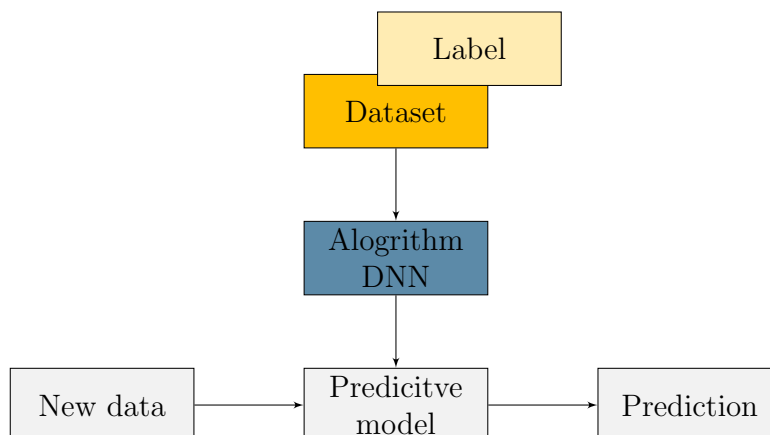 Label
Dataset
Alogrithm
DNN
New data
Predicitve
model
Prediction